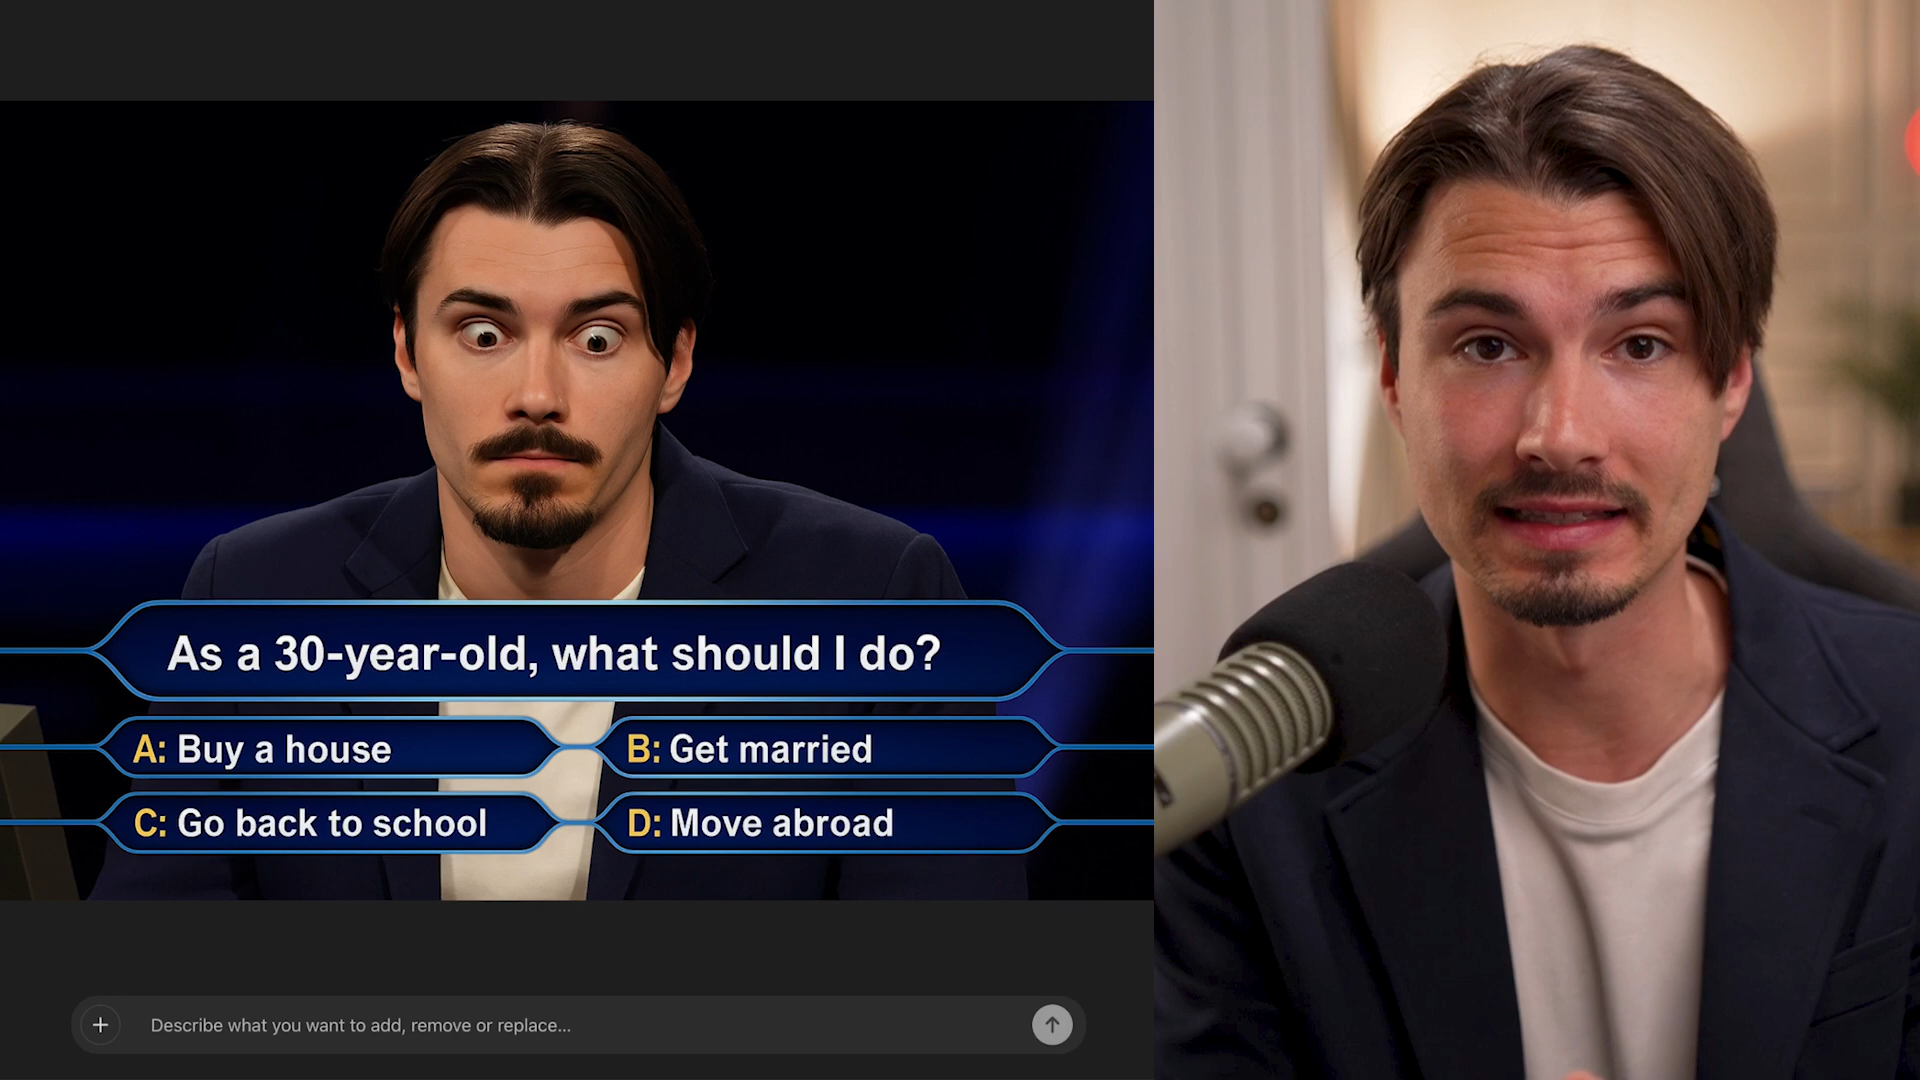 As a 30-year-old, what should I do?
A: Buy a house
B: Get married
C: Go back to school
D: Move abroad
Describe what you want to add, remove or replace...